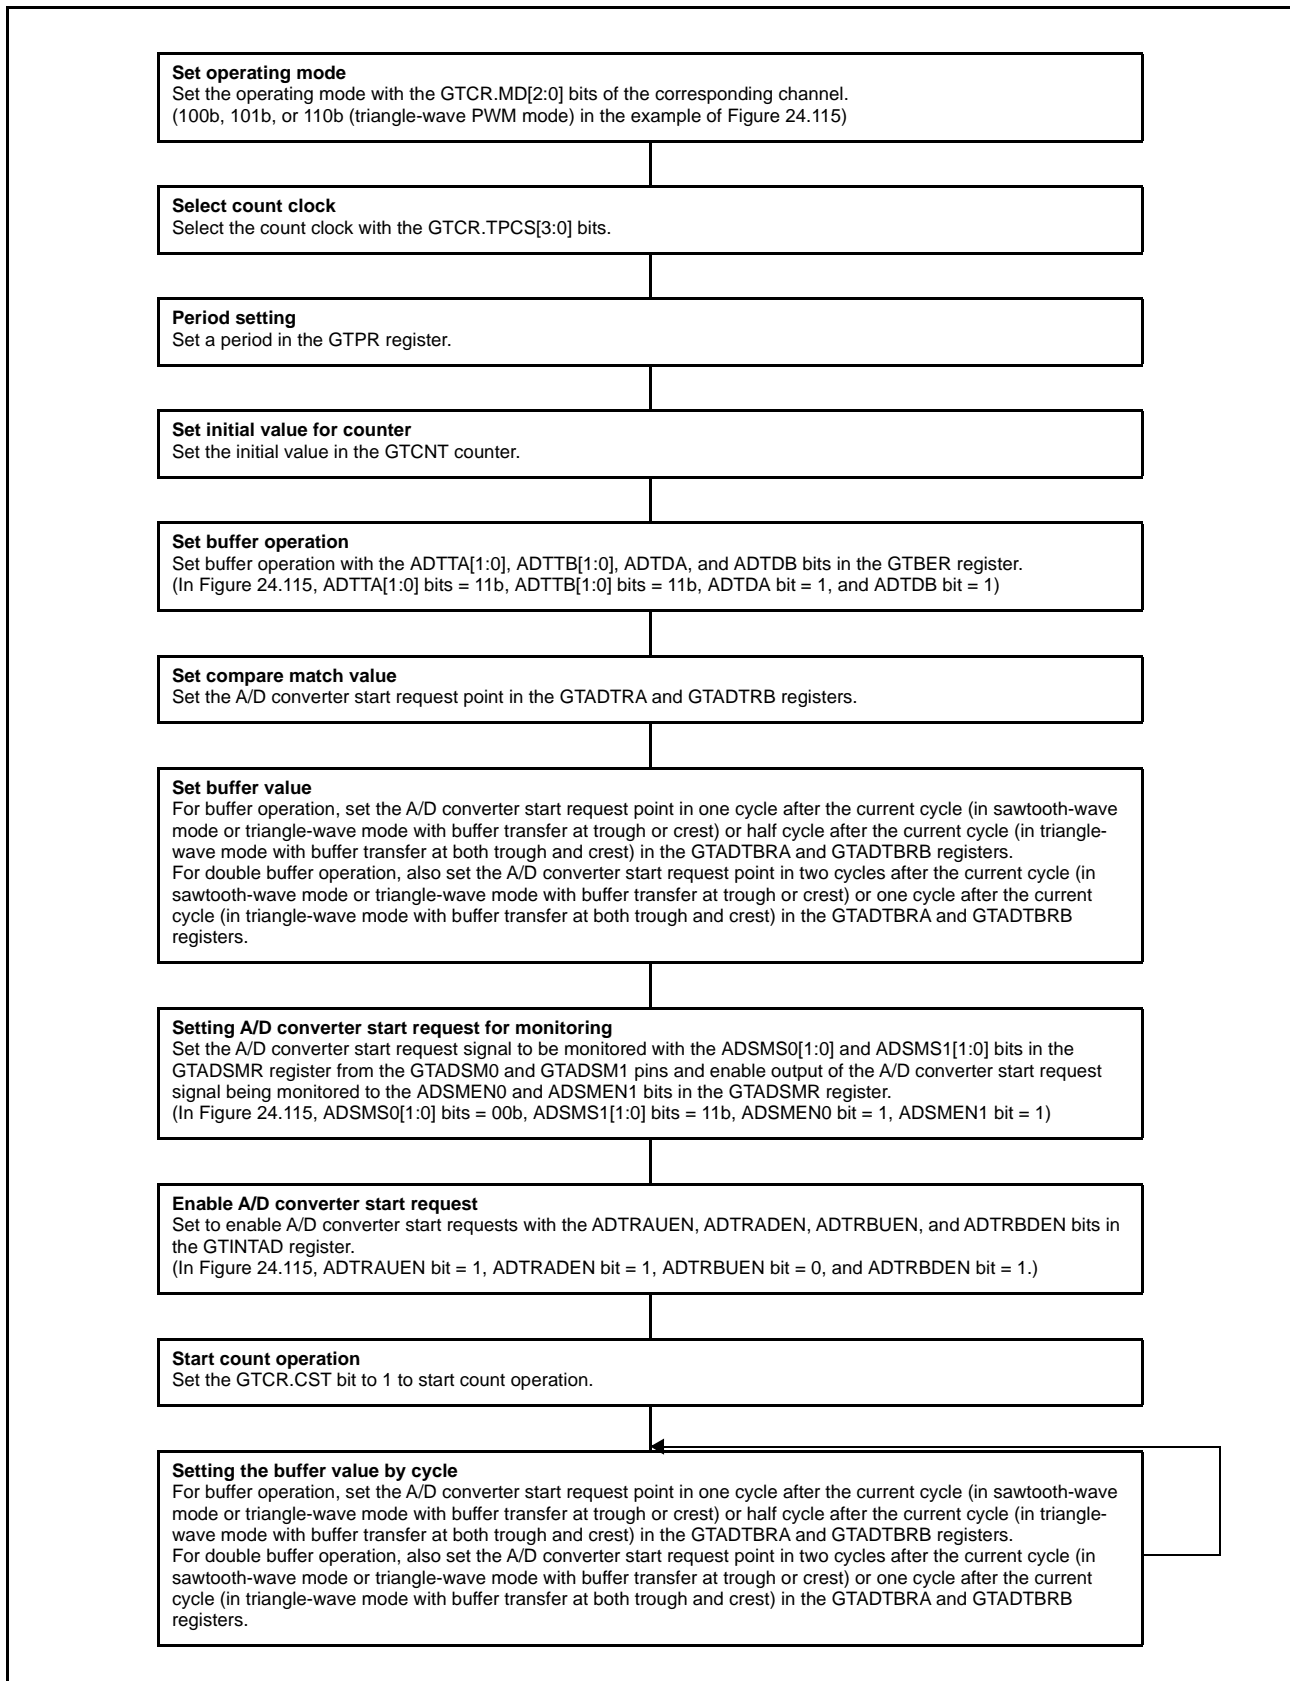 Set operating mode
Set the operating mode with the GTCR.MD[2:0] bits of the corresponding channel.
(100b, 101b, or 110b (triangle-wave PWM mode) in the example of Figure 24.115)
Select count clock
Select the count clock with the GTCR.TPCS[3:0] bits.
Period setting
Set a period in the GTPR register.
Set initial value for counter
Set the initial value in the GTCNT counter.
Set buffer operation
Set buffer operation with the ADTTA[1:0], ADTTB[1:0], ADTDA, and ADTDB bits in the GTBER register.
(In Figure 24.115, ADTTA[1:0] bits = 11b, ADTTB[1:0] bits = 11b, ADTDA bit = 1, and ADTDB bit = 1)
Set compare match value
Set the A/D converter start request point in the GTADTRA and GTADTRB registers.
Set buffer value
For buffer operation, set the A/D converter start request point in one cycle after the current cycle (in sawtooth-wave
mode or triangle-wave mode with buffer transfer at trough or crest) or half cycle after the current cycle (in triangle-
wave mode with buffer transfer at both trough and crest) in the GTADTBRA and GTADTBRB registers.
For double buffer operation, also set the A/D converter start request point in two cycles after the current cycle (in
sawtooth-wave mode or triangle-wave mode with buffer transfer at trough or crest) or one cycle after the current
cycle (in triangle-wave mode with buffer transfer at both trough and crest) in the GTADTBRA and GTADTBRB
registers.
Setting A/D converter start request for monitoring
Set the A/D converter start request signal to be monitored with the ADSMS0[1:0] and ADSMS1[1:0] bits in the
GTADSMR register from the GTADSM0 and GTADSM1 pins and enable output of the A/D converter start request
signal being monitored to the ADSMEN0 and ADSMEN1 bits in the GTADSMR register.
(In Figure 24.115, ADSMS0[1:0] bits = 00b, ADSMS1[1:0] bits = 11b, ADSMEN0 bit = 1, ADSMEN1 bit = 1)
Enable A/D converter start request
Set to enable A/D converter start requests with the ADTRAUEN, ADTRADEN, ADTRBUEN, and ADTRBDEN bits in
the GTINTAD register.
(In Figure 24.115, ADTRAUEN bit = 1, ADTRADEN bit = 1, ADTRBUEN bit = 0, and ADTRBDEN bit = 1.)
Start count operation
Set the GTCR.CST bit to 1 to start count operation.
Setting the buffer value by cycle
For buffer operation, set the A/D converter start request point in one cycle after the current cycle (in sawtooth-wave
mode or triangle-wave mode with buffer transfer at trough or crest) or half cycle after the current cycle (in triangle-
wave mode with buffer transfer at both trough and crest) in the GTADTBRA and GTADTBRB registers.
For double buffer operation, also set the A/D converter start request point in two cycles after the current cycle (in
sawtooth-wave mode or triangle-wave mode with buffer transfer at trough or crest) or one cycle after the current
cycle (in triangle-wave mode with buffer transfer at both trough and crest) in the GTADTBRA and GTADTBRB
registers.